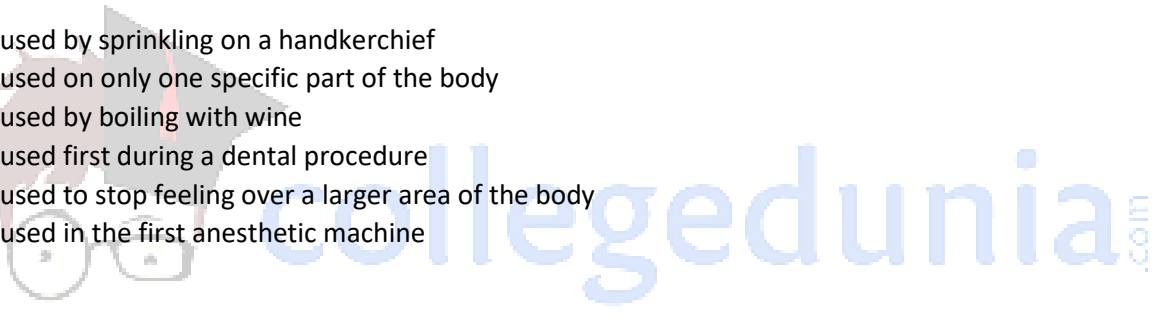 used by sprinkling on a handkerchief
used on only one specific part of the body
used by boiling with wine
used first during a dental procedure
used to stop feeling over a larger area of the body
used in the first anesthetic machine
collegedunia.com